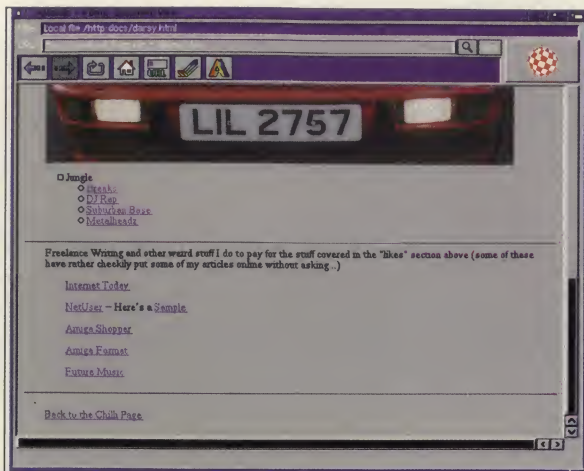 Local file /http-docs/darsy.html
LIL 2757
Jungle
Breaks
DJ Rap
Suburban Base
Metalheadz
Freelance Writing and other weird stuff I do to pay for the stuff covered in the "likes" section above (some of these
have rather cheekily put some of my articles online without asking...)
Internet Today
NetUser - Here's a Sample
Amiga Shopper
Amiga Format
Future Music
Back to the Chilli Page